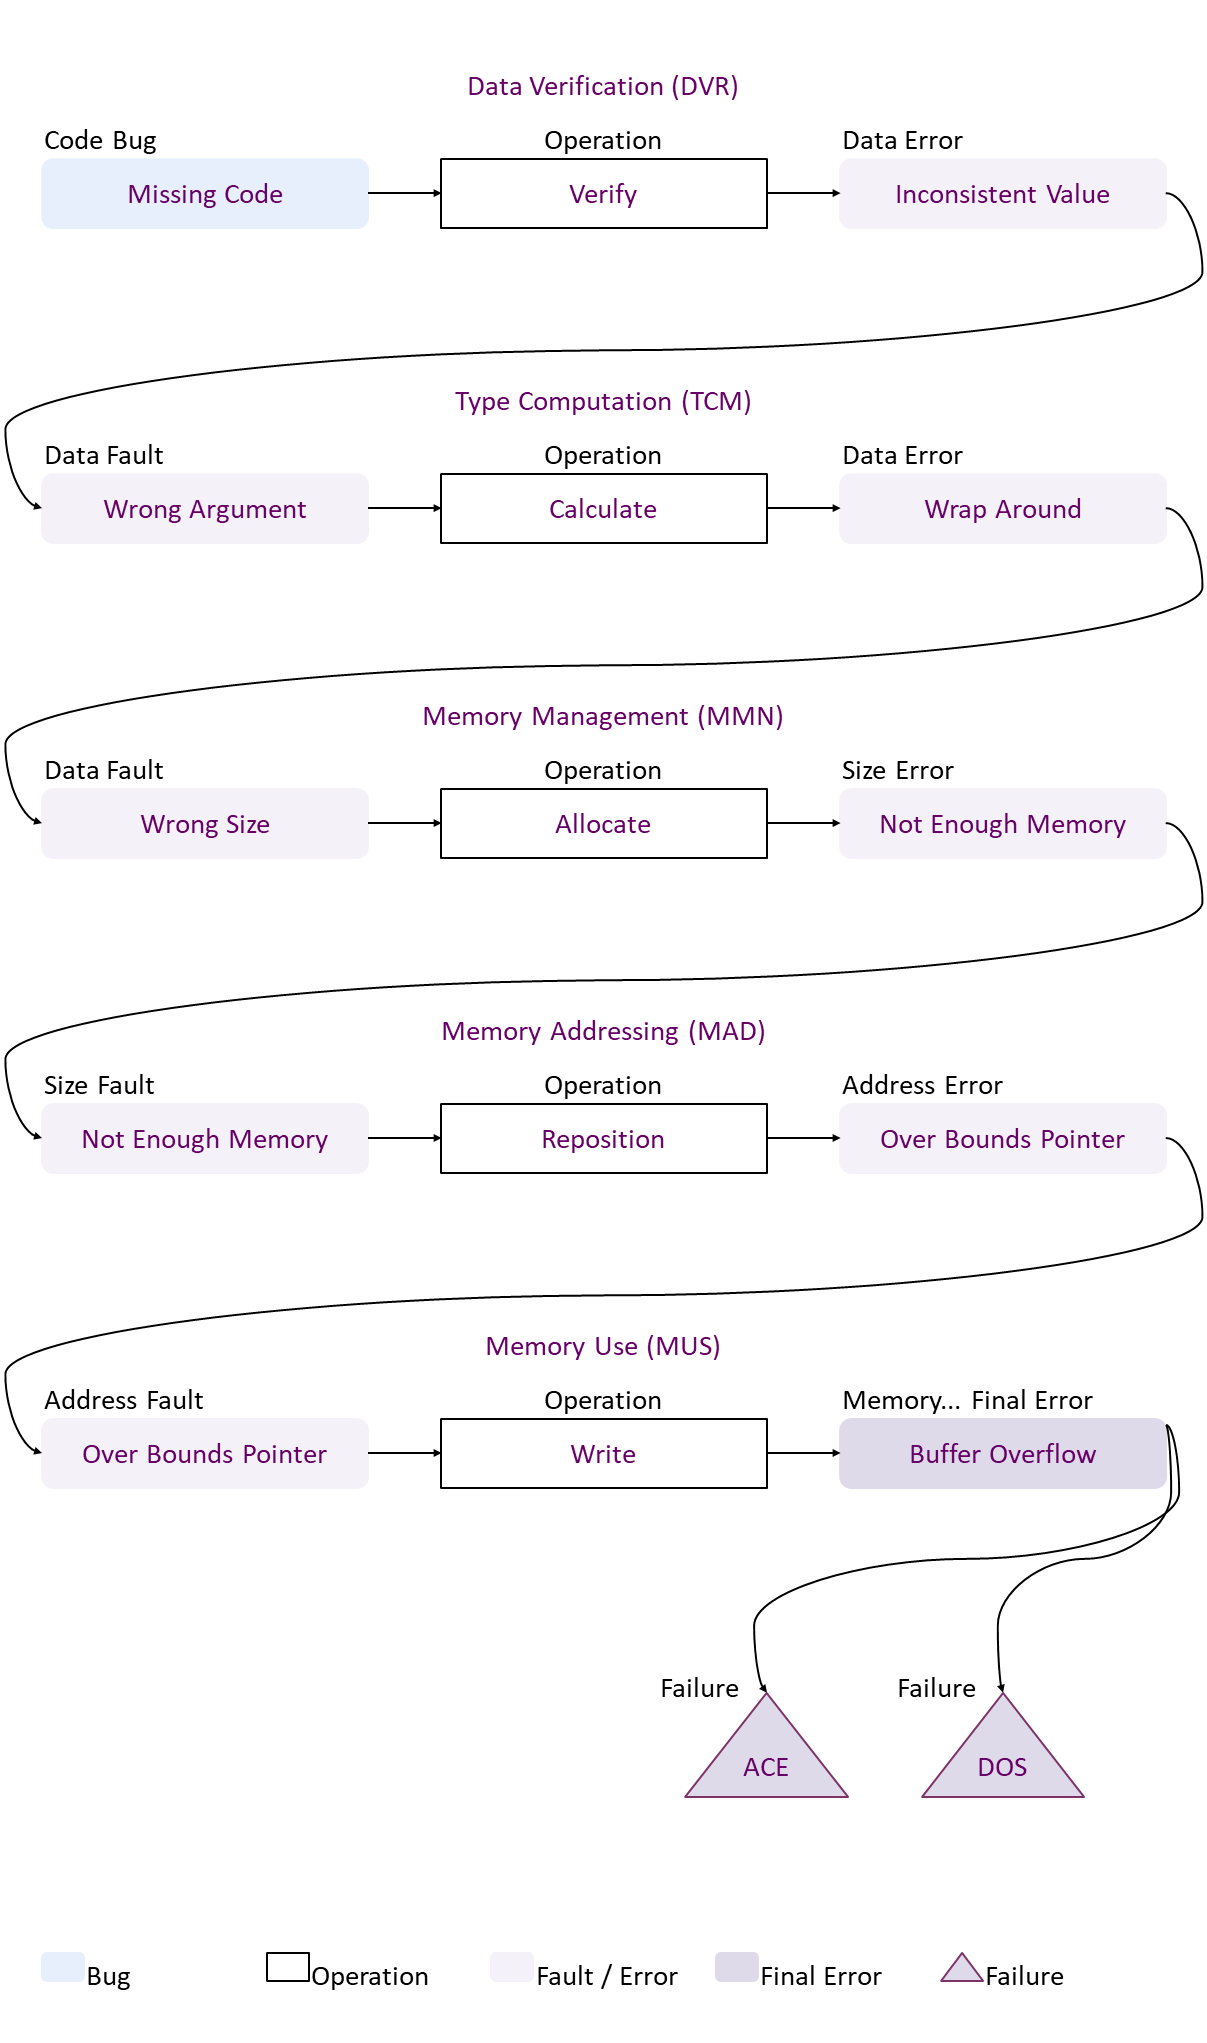 Data Verification (DVR)
Code Bug Operation Data Error
Missing Code Verify Inconsistent Value
Type Computation (TCM)
Data Fault Operation Data Error
Wrong Argument Calculate Wrap Around
Memory Management (MMN)
Data Fault Operation Size Error
Wrong Size Allocate Not Enough Memory
Memory Addressing (MAD)
Size Fault Operation Address Error
Not Enough Memory Reposition Over Bounds Pointer
Memory Use (MUS)
Address Fault Operation Memory... Final Error
Over Bounds Pointer Write Buffer Overflow
Failure Failure
ACE DOS
Bug Operation Fault / Error Final Error Failure